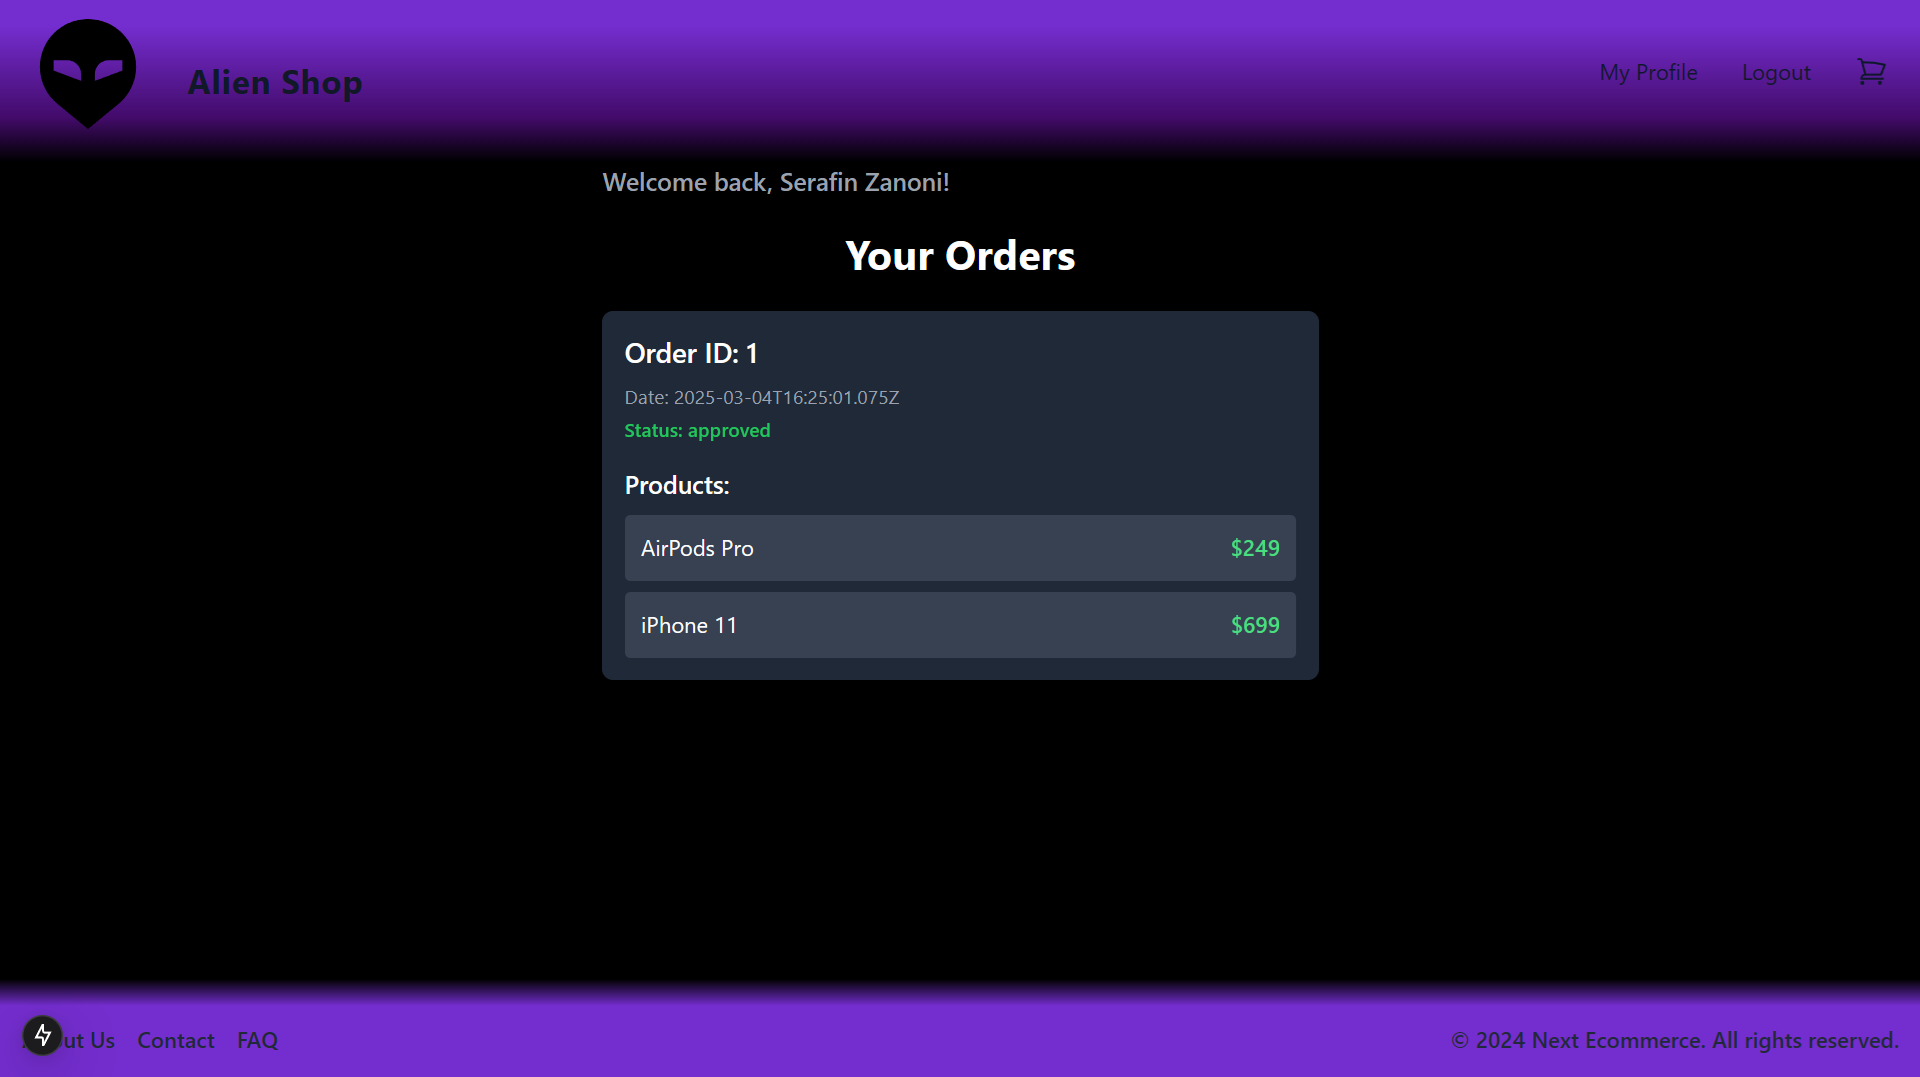 Alien Shop
My Profile
Logout
Welcome back, Serafin Zanoni!
Your Orders
Order ID: 1
Date: 2025-03-04T16:25:01.075Z
Status: approved
Products:
AirPods Pro $249
iPhone 11 $699
Us Contact FAQ
© 2024 Next Ecommerce. All rights reserved.